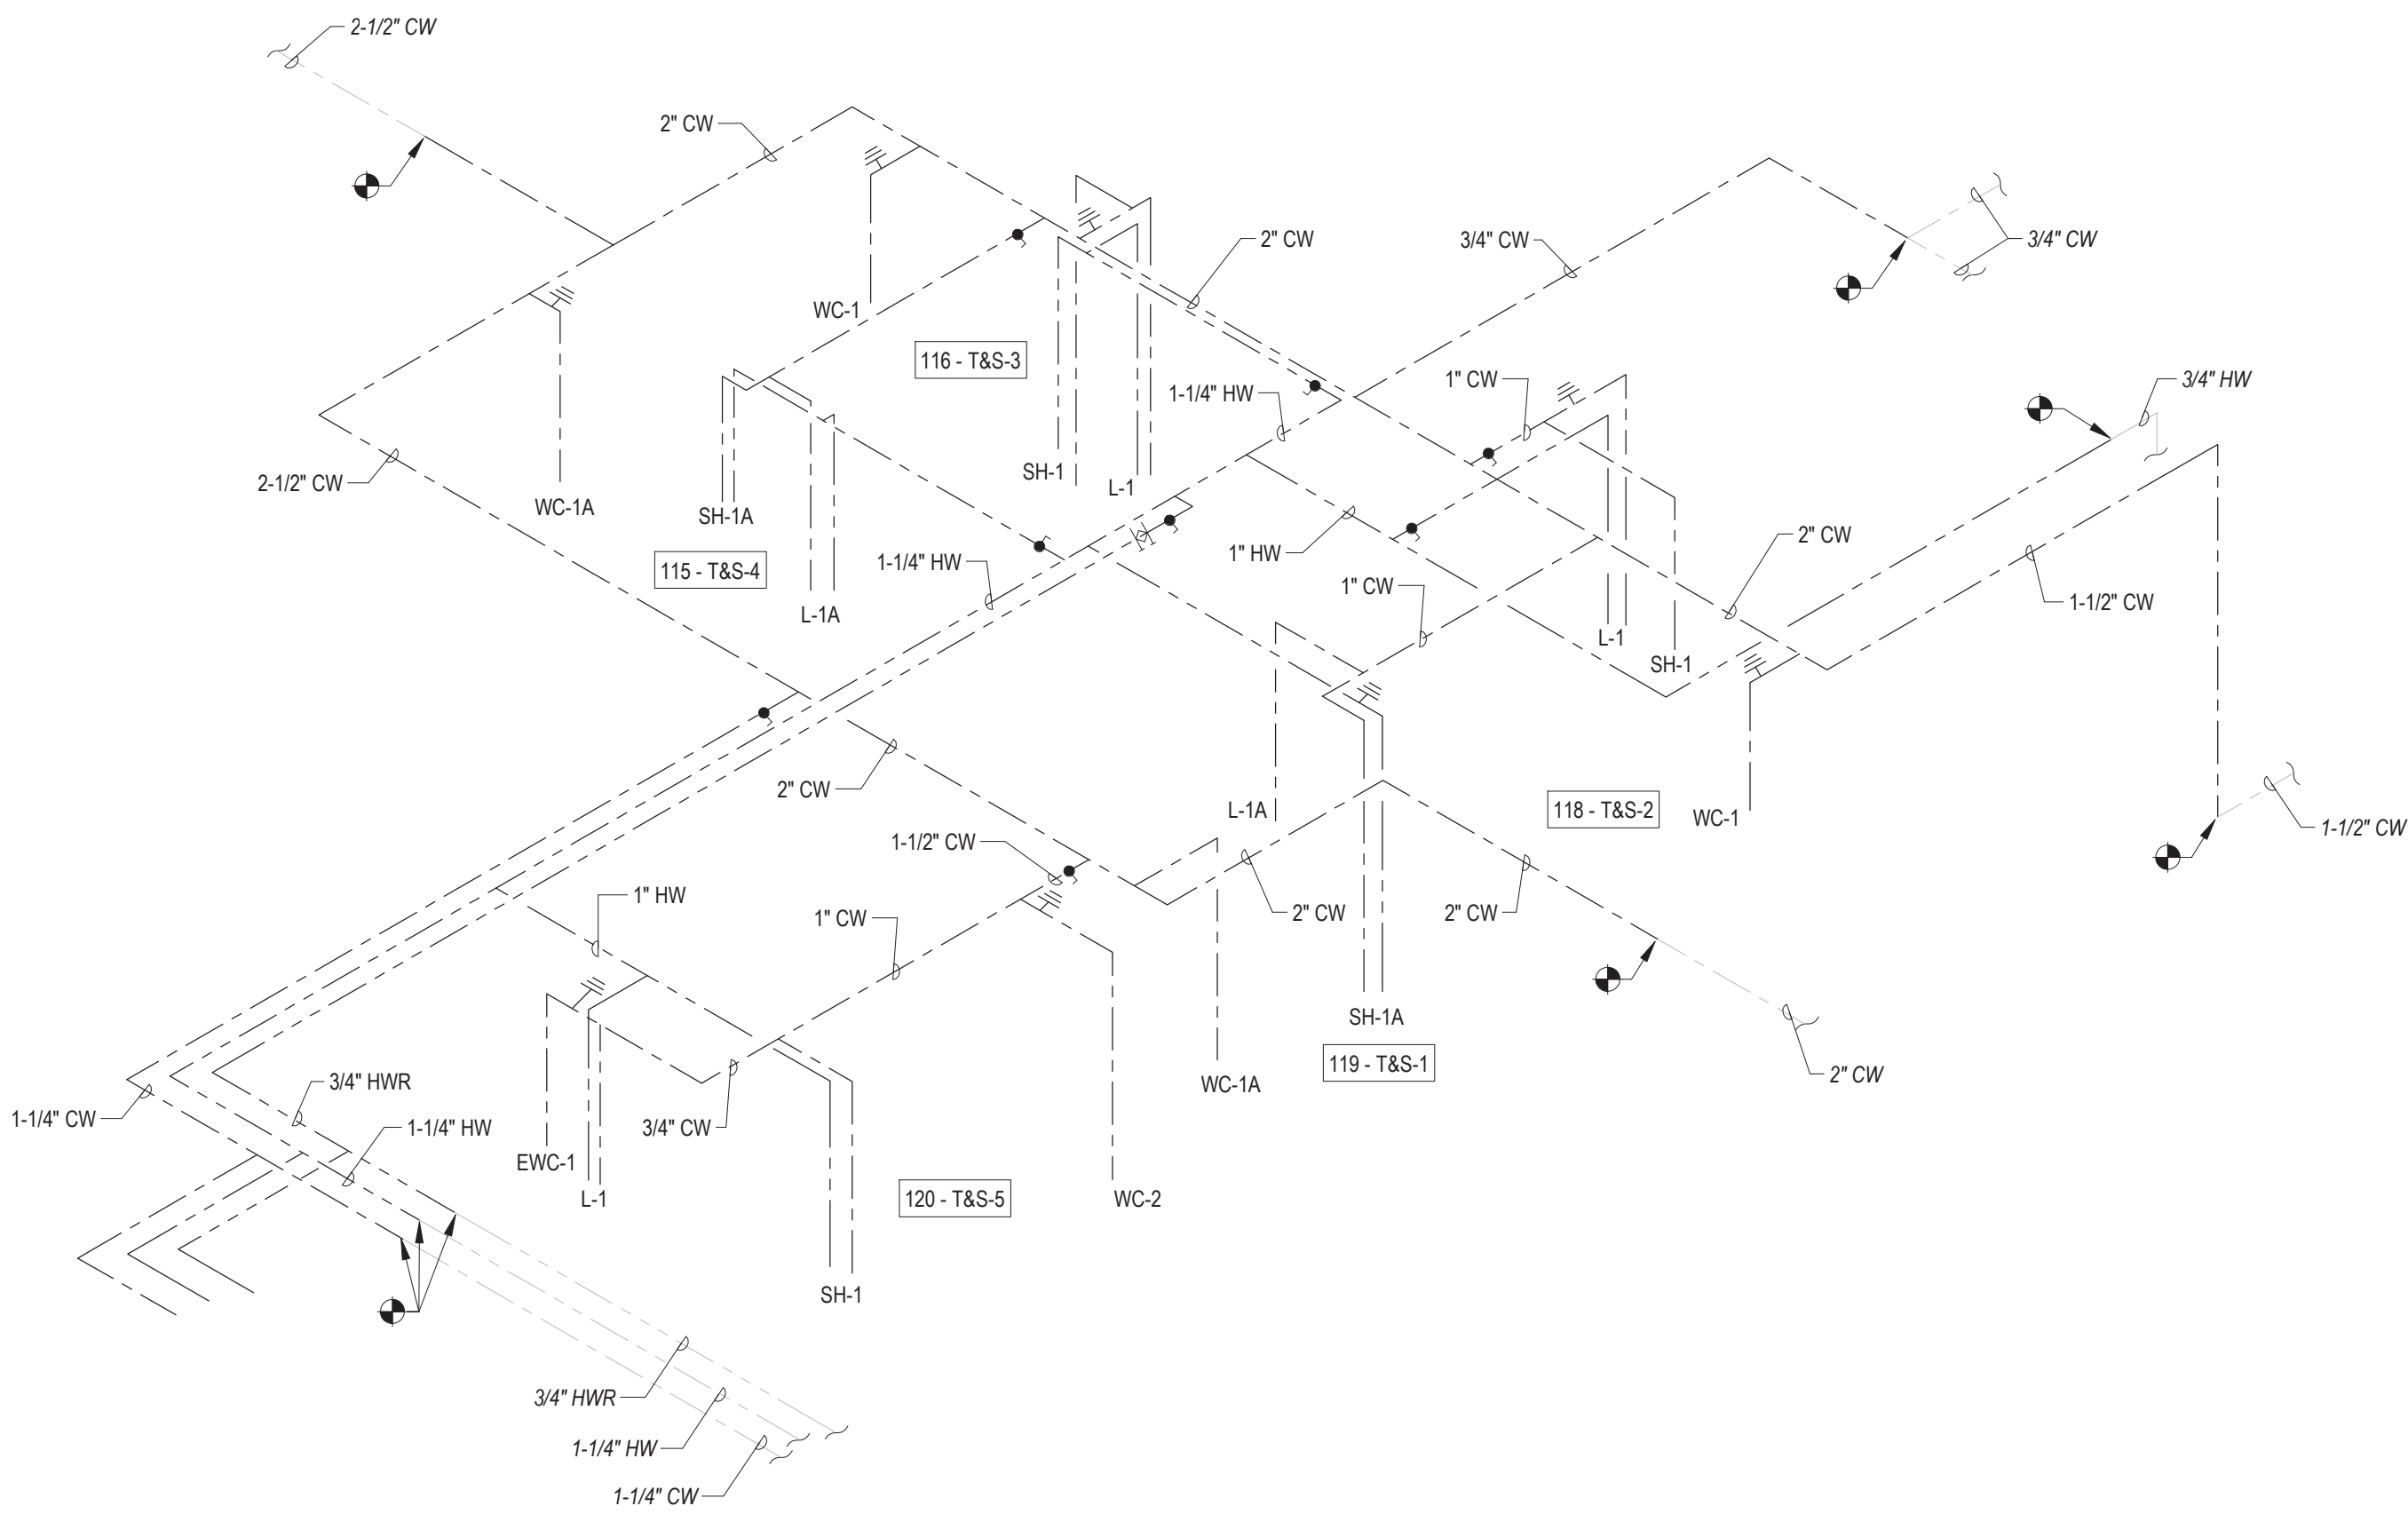 2-1/2" CW
2" CW
2" CW
3/4" CW
3/4" CW
WC-1
116 - T&S-3
1-1/4" HW
1" CW
3/4" HW
2-1/2" CW
WC-1A
SH-1A
SH-1
L-1
115 - T&S-4
1-1/4" HW
1" HW
2" CW
1" CW
1-1/2" CW
L-1A
L-1
SH-1
2" CW
L-1A
118 - T&S-2
WC-1
1-1/2" CW
1-1/2" CW
1" HW
1" CW
2" CW
2" CW
SH-1A
119 - T&S-1
WC-1A
2" CW
3/4" HWR
1-1/4" CW
1-1/4" HW
3/4" CW
EWC-1
L-1
120 - T&S-5
WC-2
SH-1
3/4" HWR
1-1/4" HW
1-1/4" CW